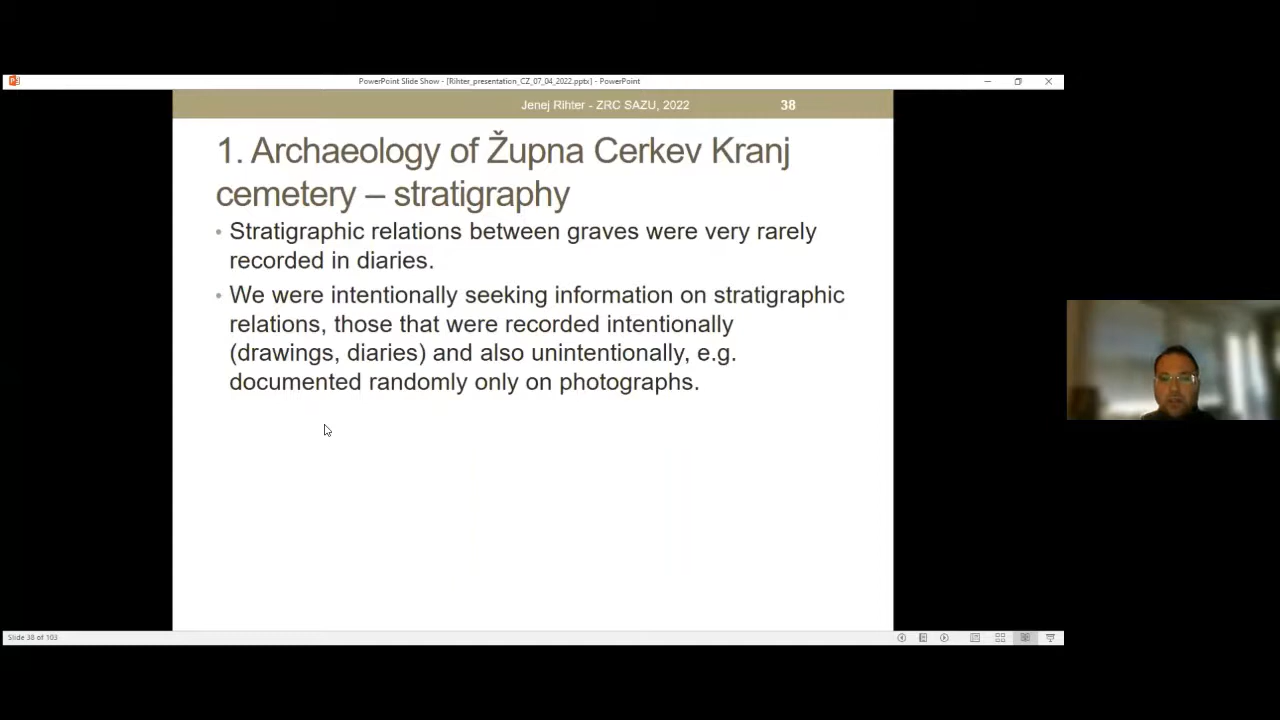 PowerPoint Slide Show - [Rihter_presentation_CZ_07_04_2022.pptx] - PowerPoint
Jenej Rihter - ZRC SAZU, 2022
38
1. Archaeology of Župna Cerkev Kranj
cemetery – stratigraphy
• Stratigraphic relations between graves were very rarely
recorded in diaries.
• We were intentionally seeking information on stratigraphic
relations, those that were recorded intentionally
(drawings, diaries) and also unintentionally, e.g.
documented randomly only on photographs.
Slide 38 of 103